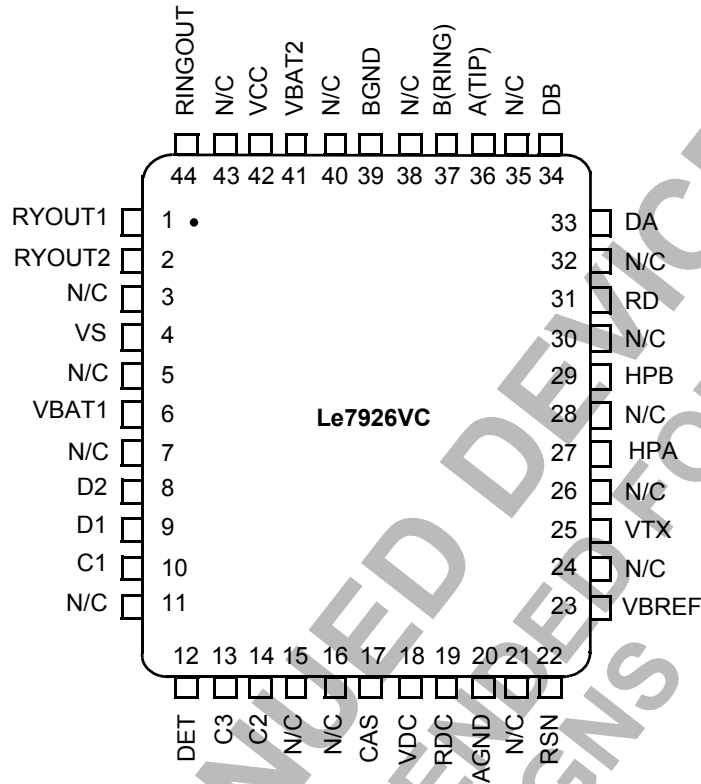 RINGOUT N/C VCC VBAT2 N/C BGND N/C B(RING) A(TIP) N/C DB
44 43 42 41 40 39 38 37 36 35 34
RYOUT1 1 33 DA
RYOUT2 2 32 N/C
N/C 3 31 RD
VS 4 30 N/C
N/C 5 29 HPB
VBAT1 6 Le7926VC 28 N/C
N/C 7 27 HPA
D2 8 26 N/C
D1 9 25 VTX
C1 10 24 N/C
N/C 11 23 VBREF
12 13 14 15 16 17 18 19 20 21 22
DET C3 C2 N/C N/C CAS VDC RDC AGND N/C RSN